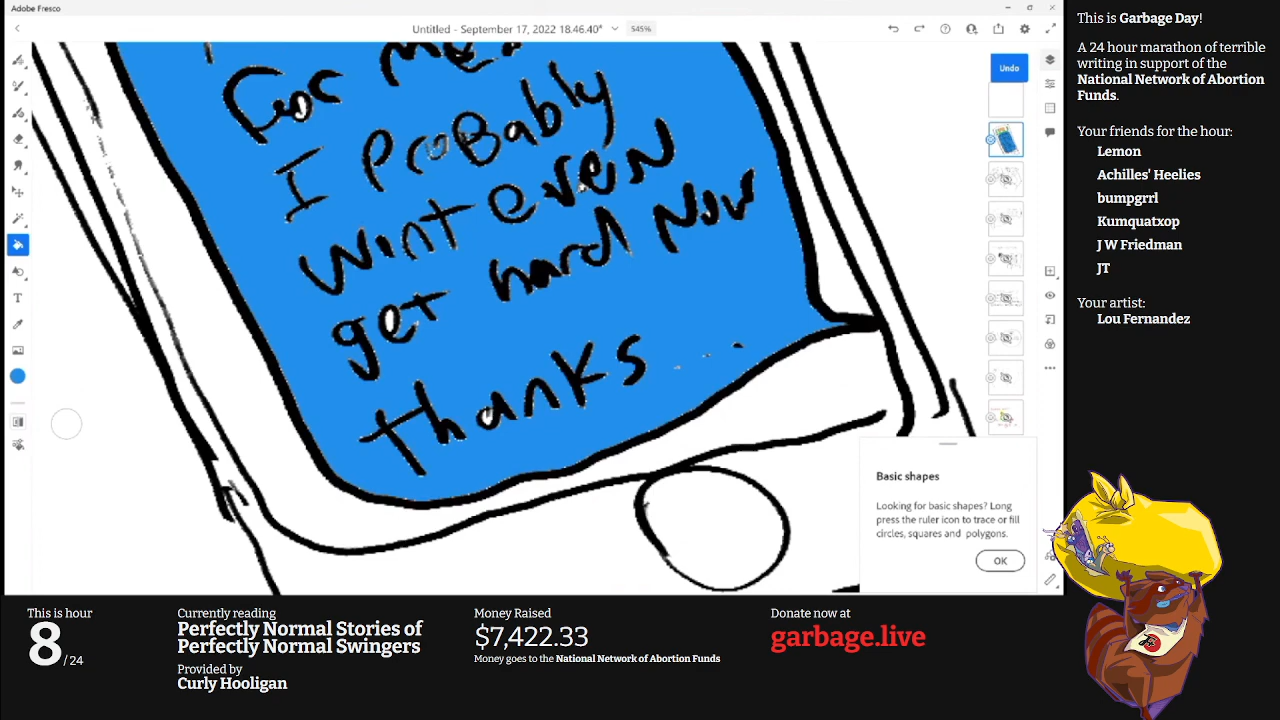 Adobe Fresco
Untitled - September 17, 2022 18.46.40*
545%
Undo
For me
I ProBably
wint even
get hard Now
thanks....
Basic shapes
Looking for basic shapes? Long
press the ruler icon to trace or fill
circles, squares and polygons.
OK
This is Garbage Day!
A 24 hour marathon of terrible
writing in support of the
National Network of Abortion
Funds.
Your friends for the hour:
Lemon
Achilles' Heelies
bumpgrrl
Kumquatxop
J W Friedman
JT
Your artist:
Lou Fernandez
This is hour
8/24
Currently reading
Perfectly Normal Stories of
Perfectly Normal Swingers
Provided by
Curly Hooligan
Money Raised
$7,422.33
Money goes to the National Network of Abortion Funds
Donate now at
garbage.live